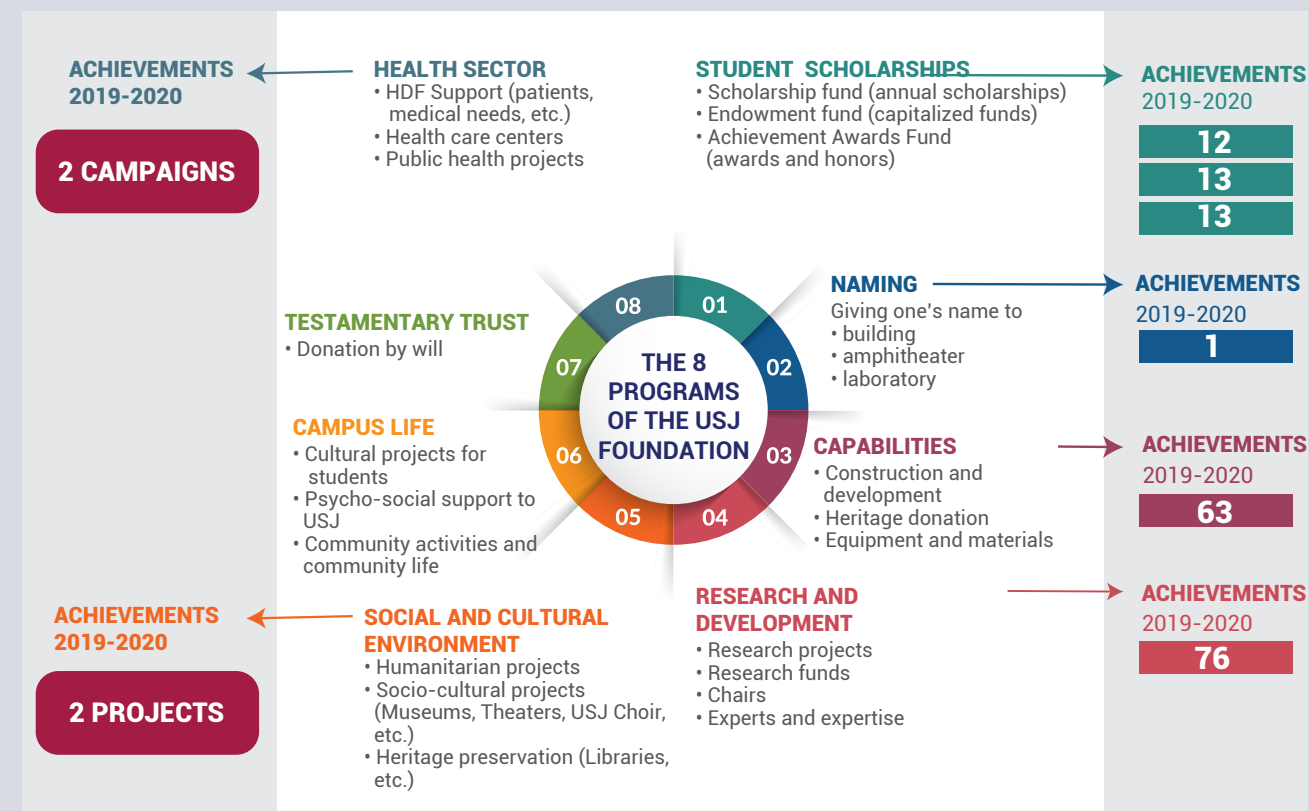 ACHIEVEMENTS
2019-2020
2 CAMPAIGNS
HEALTH SECTOR
• HDF Support (patients,
medical needs, etc.)
• Health care centers
• Public health projects
STUDENT SCHOLARSHIPS
• Scholarship fund (annual scholarships)
• Endowment fund (capitalized funds)
• Achievement Awards Fund
(awards and honors)
ACHIEVEMENTS
2019-2020
12
13
13
NAMING
Giving one's name to
• building
• amphitheater
• laboratory
ACHIEVEMENTS
2019-2020
1
TESTAMENTARY TRUST
• Donation by will
08
01
07
02
06
03
05
04
THE 8
PROGRAMS
OF THE USJ
FOUNDATION
CAMPUS LIFE
• Cultural projects for
students
• Psycho-social support to
USJ
• Community activities and
community life
CAPABILITIES
• Construction and
development
• Heritage donation
• Equipment and materials
ACHIEVEMENTS
2019-2020
63
ACHIEVEMENTS
2019-2020
2 PROJECTS
SOCIAL AND CULTURAL
ENVIRONMENT
• Humanitarian projects
• Socio-cultural projects
(Museums, Theaters, USJ Choir,
etc.)
• Heritage preservation (Libraries,
etc.)
RESEARCH AND
DEVELOPMENT
• Research projects
• Research funds
• Chairs
• Experts and expertise
ACHIEVEMENTS
2019-2020
76